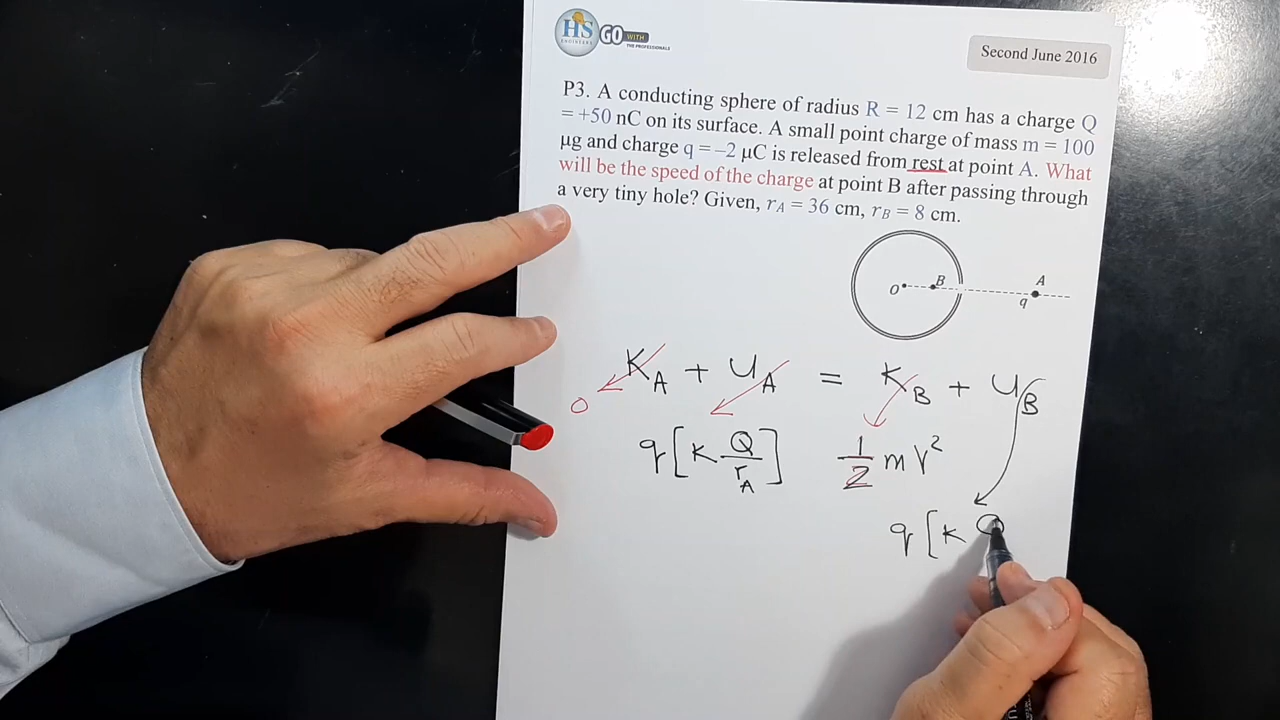 HS
ENGINEERS
GO WITH
THE PROFESSIONALS
Second June 2016
P3. A conducting sphere of radius R = 12 cm has a charge Q
= +50 nC on its surface. A small point charge of mass m = 100
µg and charge q = –2 µC is released from rest at point A. What
will be the speed of the charge at point B after passing through
a very tiny hole? Given, rA = 36 cm, rB = 8 cm.
O B A
q
KA + UA = KB + UB
0
q[K Q/rA] 1/2 mV²
q[K Q